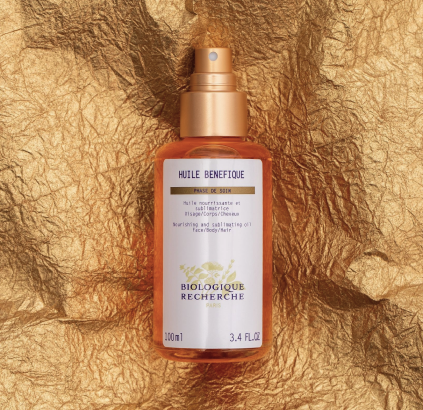 HUILE BENEFIQUE
PHASE DE SOIN
Huile nourrissante et
sublimatrice
Visage/Corps/Cheveux
Nourishing and sublimating oil
Face/Body/Hair
BIOLOGIQUE
RECHERCHE
100ml 3.4 FL.OZ